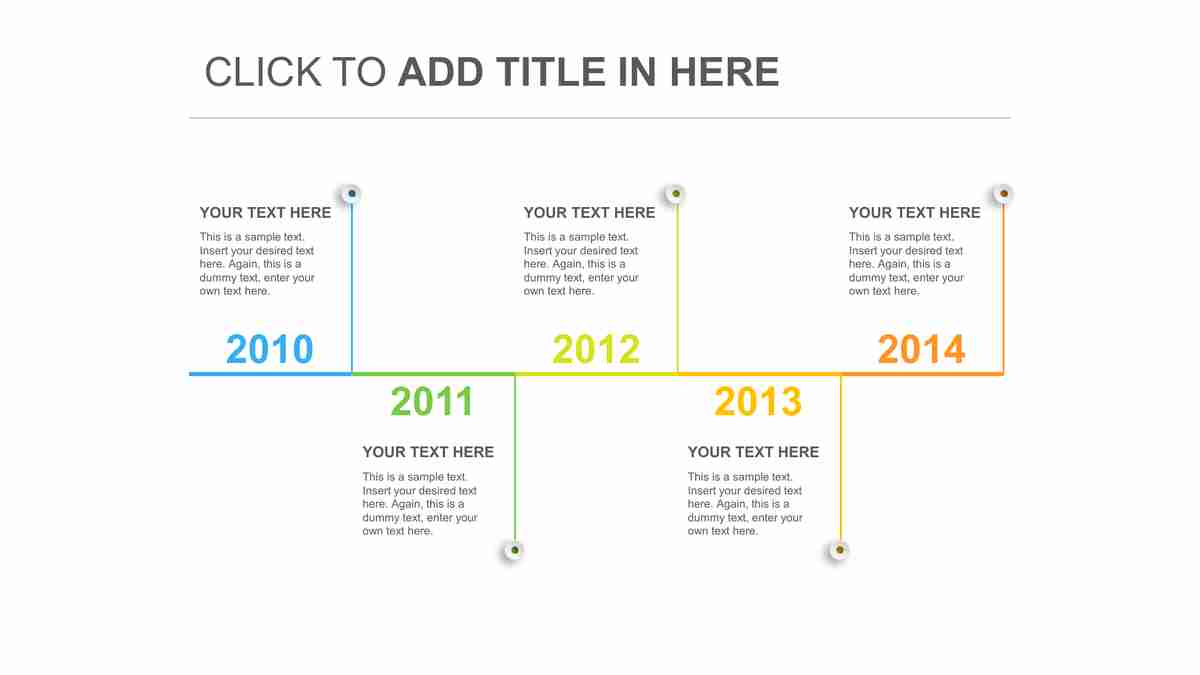 CLICK TO ADD TITLE IN HERE
YOUR TEXT HERE
This is a sample text.
Insert your desired text
here. Again, this is a
dummy text, enter your
own text here.
2010
YOUR TEXT HERE
This is a sample text.
Insert your desired text
here. Again, this is a
dummy text, enter your
own text here.
2012
YOUR TEXT HERE
This is a sample text.
Insert your desired text
here. Again, this is a
dummy text, enter your
own text here.
2014
2011
YOUR TEXT HERE
This is a sample text.
Insert your desired text
here. Again, this is a
dummy text, enter your
own text here.
2013
YOUR TEXT HERE
This is a sample text.
Insert your desired text
here. Again, this is a
dummy text, enter your
own text here.